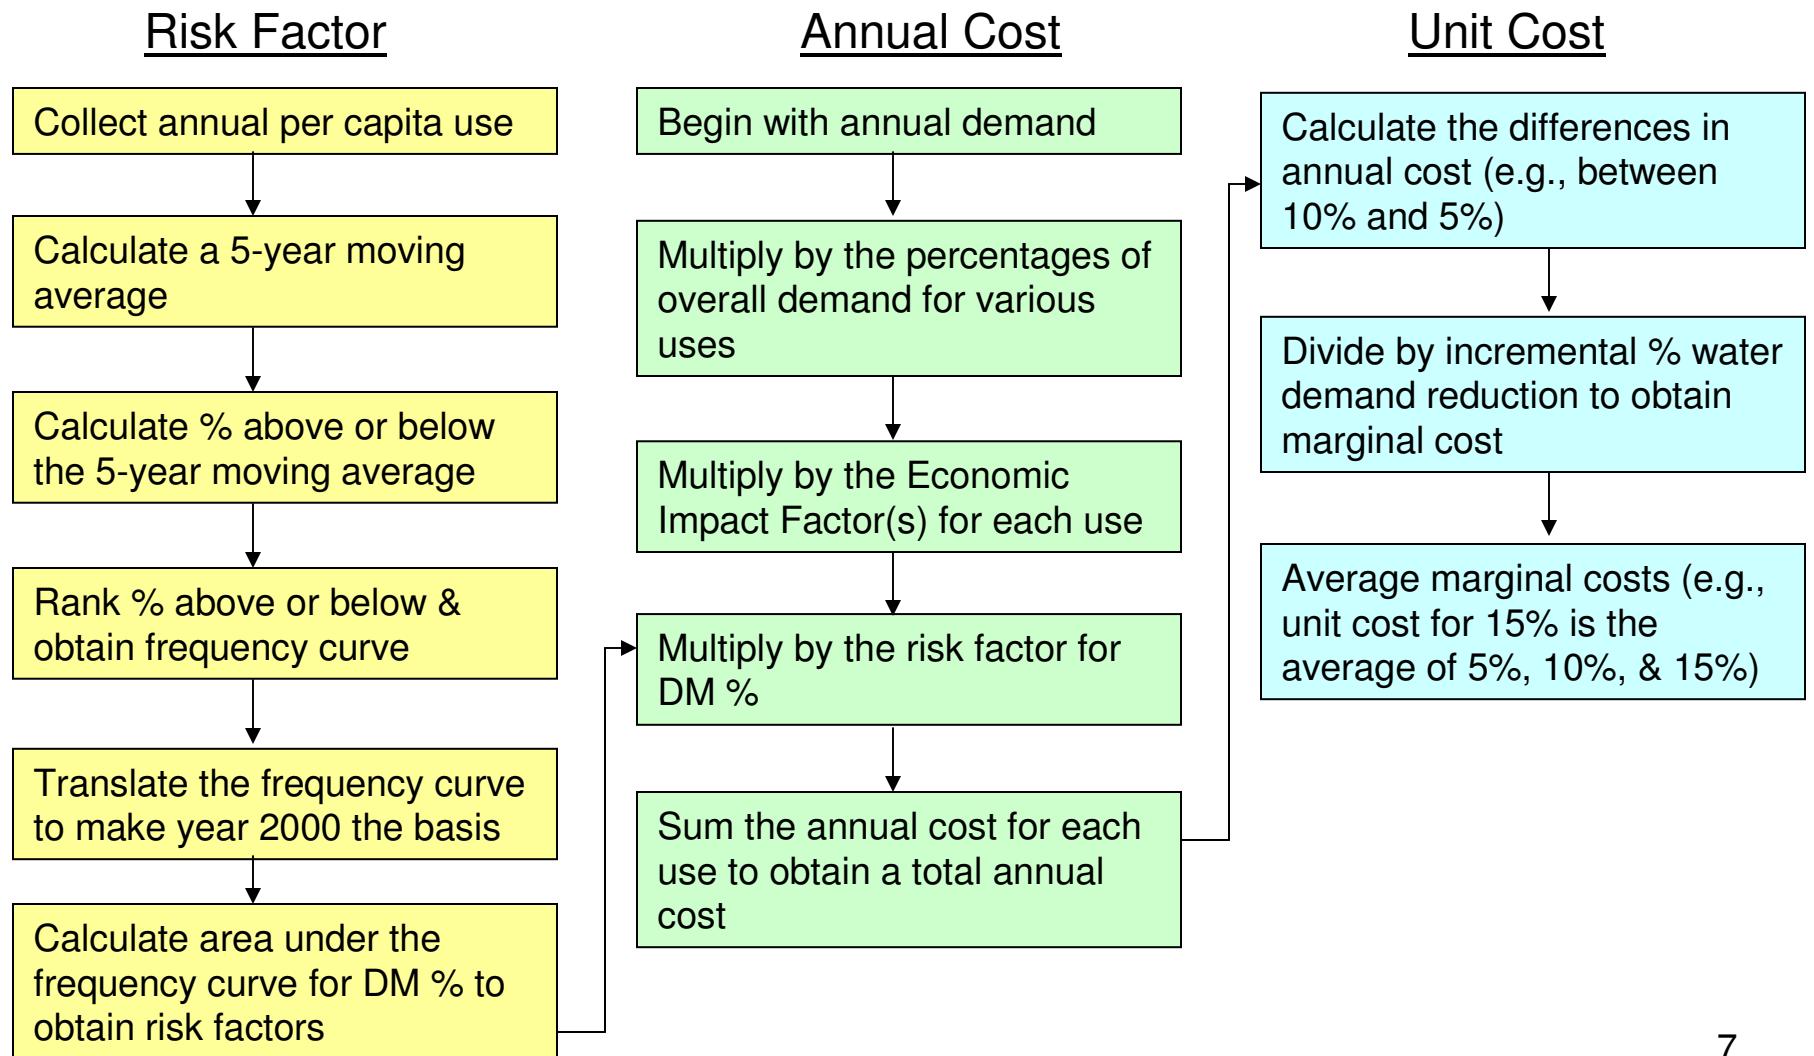 Risk Factor
Collect annual per capita use
Calculate a 5-year moving
average
Calculate % above or below
the 5-year moving average
Rank % above or below &
obtain frequency curve
Translate the frequency curve
to make year 2000 the basis
Calculate area under the
frequency curve for DM % to
obtain risk factors
Annual Cost
Begin with annual demand
Multiply by the percentages of
overall demand for various
uses
Multiply by the Economic
Impact Factor(s) for each use
Multiply by the risk factor for
DM %
Sum the annual cost for each
use to obtain a total annual
cost
Unit Cost
Calculate the differences in
annual cost (e.g., between
10% and 5%)
Divide by incremental % water
demand reduction to obtain
marginal cost
Average marginal costs (e.g.,
unit cost for 15% is the
average of 5%, 10%, & 15%)
7